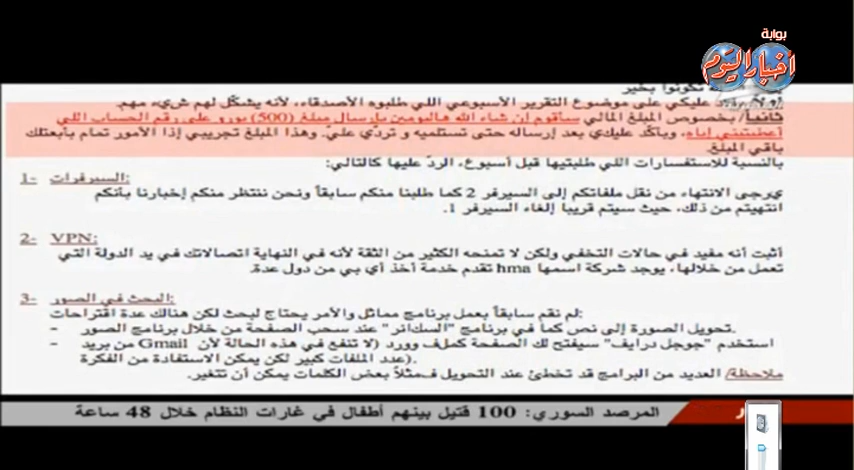 بوابة
أخبار اليوم
تكونوا بخير
عليكي على موضوع التقرير الأسبوعي اللي طلبوه الأصدقاء، لأنه يشكّل لهم شيء مهم.
ثانياً/ بخصوص المبلغ المالي سأقوم إن شاء الله هاليومين بإرسال مبلغ (500) يورو على رقم الحساب اللي
أعطيتني إياه، وبأكّد عليكي بعد إرساله حتى تستلميه و تردّي عليّ. وهذا المبلغ تجريبي إذا الأمور تمام بأبعتلك
باقي المبلغ.
بالنسبة للاستفسارات اللي طلبتيها قبل أسبوع، الردّ عليها كالتالي:
1- السيرفرات:
يرجى الانتهاء من نقل ملفاتكم إلى السيرفر 2 كما طلبنا منكم سابقاً ونحن ننتظر منكم إخبارنا بأنكم
انتهيتم من ذلك، حيث سيتم قريبا إلغاء السيرفر 1.
2- VPN:
أثبت أنه مفيد في حالات التخفي ولكن لا تمنحه الكثير من الثقة لأنه في النهاية اتصالاتك في يد الدولة التي
تعمل من خلالها، يوجد شركة اسمها hma تقدم خدمة أخذ أي بي من دول عدة.
3- البحث في الصور:
لم نقم سابقاً بعمل برنامج مماثل والأمر يحتاج لبحث لكن هنالك عدة اقتراحات:
- تحويل الصورة إلى نص كما في برنامج "السكانر" عند سحب الصفحة من خلال برنامج الصور.
- استخدم "جوجل درايف" سيفتح لك الصفحة كملف وورد (لا تنفع في هذه الحالة لأن Gmail من بريد
عدد الملفات كبير لكن يمكن الاستفادة من الفكرة).
ملاحظة/ العديد من البرامج قد تخطئ عند التحويل فمثلاً بعض الكلمات يمكن أن تتغير.
المرصد السوري: 100 قتيل بينهم أطفال في غارات النظام خلال 48 ساعة